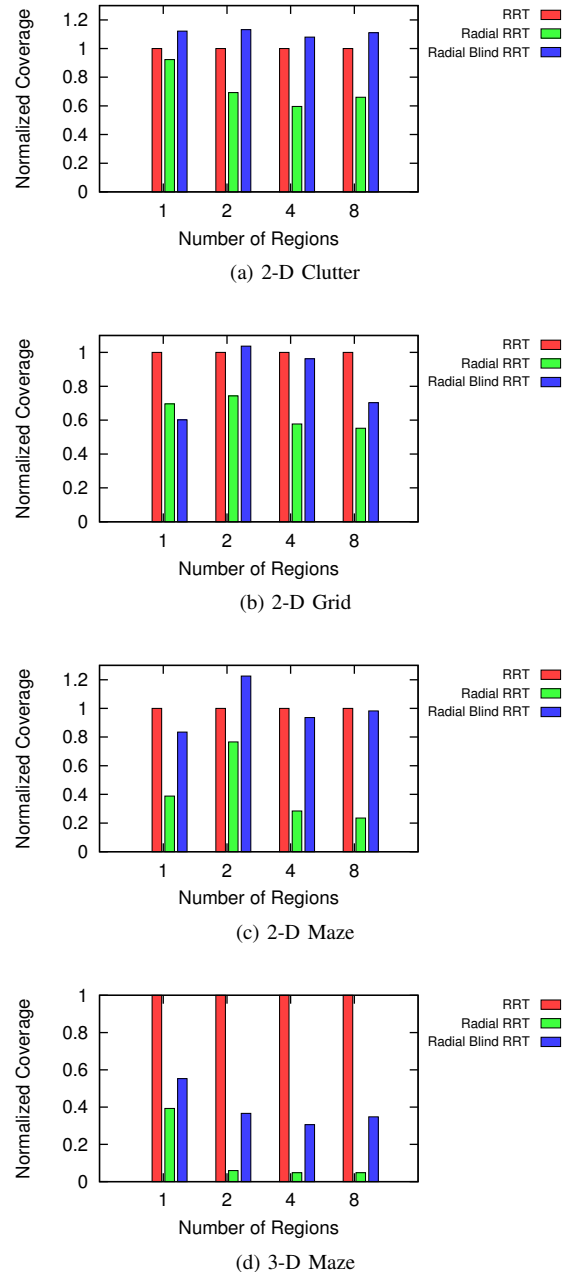 1.2
1
0.8
0.6
0.4
0.2
0
Normalized Coverage
1 2 4 8
Number of Regions
RRT
Radial RRT
Radial Blind RRT
(a) 2-D Clutter
1
0.8
0.6
0.4
0.2
0
Normalized Coverage
1 2 4 8
Number of Regions
RRT
Radial RRT
Radial Blind RRT
(b) 2-D Grid
1.2
1
0.8
0.6
0.4
0.2
0
Normalized Coverage
1 2 4 8
Number of Regions
RRT
Radial RRT
Radial Blind RRT
(c) 2-D Maze
1
0.8
0.6
0.4
0.2
0
Normalized Coverage
1 2 4 8
Number of Regions
RRT
Radial RRT
Radial Blind RRT
(d) 3-D Maze